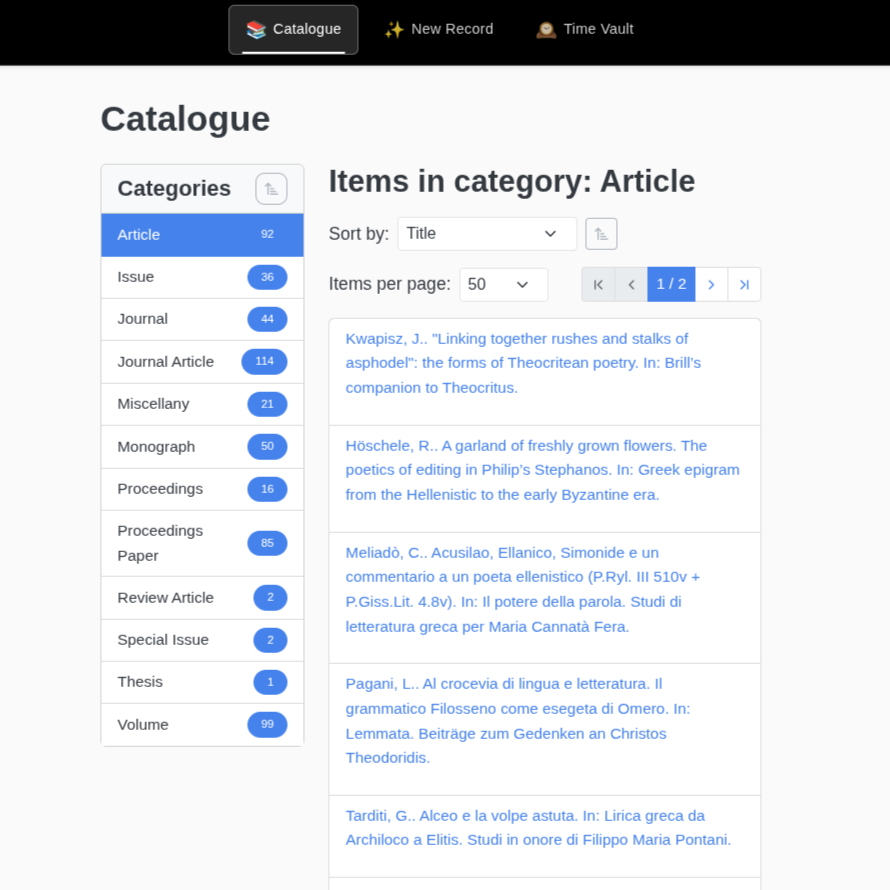 Catalogue
New Record
Time Vault
Catalogue
Categories
Article 92
Issue 36
Journal 44
Journal Article 114
Miscellany 21
Monograph 50
Proceedings 16
Proceedings
Paper 85
Review Article 2
Special Issue 2
Thesis 1
Volume 99
Items in category: Article
Sort by: Title
Items per page: 50
1 / 2
Kwapisz, J.. "Linking together rushes and stalks of
asphodel": the forms of Theocritean poetry. In: Brill’s
companion to Theocritus.
Höschele, R.. A garland of freshly grown flowers. The
poetics of editing in Philip’s Stephanos. In: Greek epigram
from the Hellenistic to the early Byzantine era.
Meliadò, C.. Acusilao, Ellanico, Simonide e un
commentario a un poeta ellenistico (P.Ryl. III 510v +
P.Giss.Lit. 4.8v). In: Il potere della parola. Studi di
letteratura greca per Maria Cannatà Fera.
Pagani, L.. Al crocevia di lingua e letteratura. Il
grammatico Filosseno come esegeta di Omero. In:
Lemmata. Beiträge zum Gedenken an Christos
Theodoridis.
Tarditi, G.. Alceo e la volpe astuta. In: Lirica greca da
Archiloco a Elitis. Studi in onore di Filippo Maria Pontani.